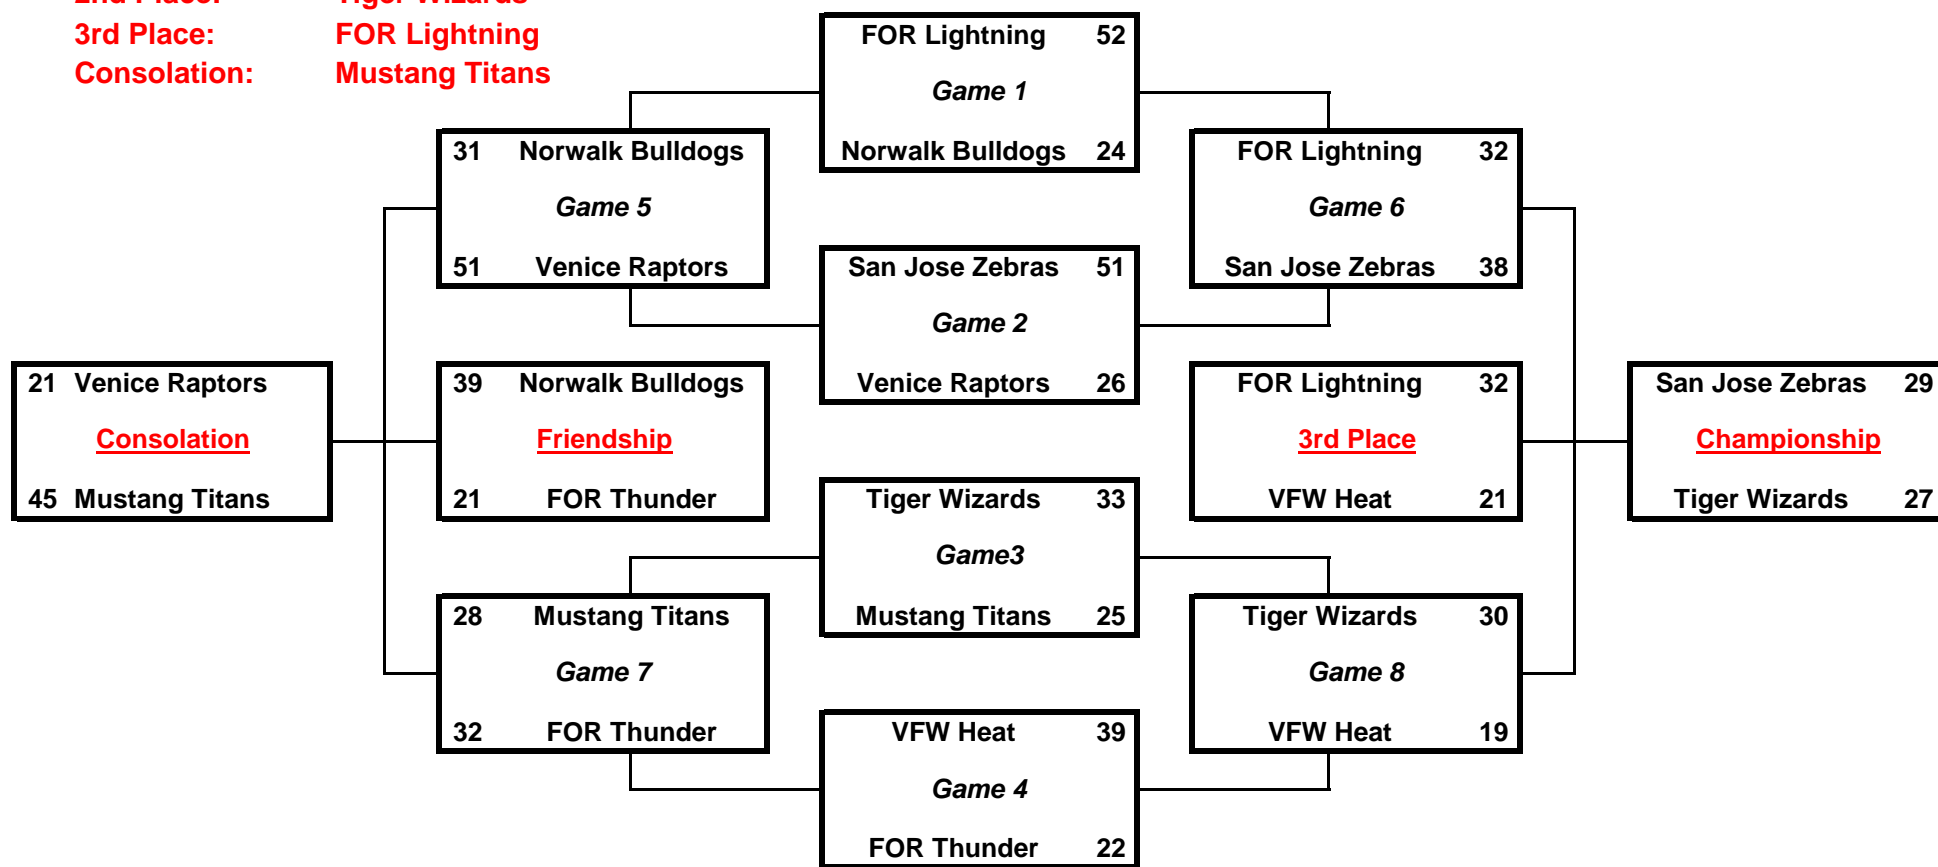 2nd Place: Tiger Wizards
3rd Place: FOR Lightning
Consolation: Mustang Titans
FOR Lightning 52
Game 1
Norwalk Bulldogs 24
31 Norwalk Bulldogs
Game 5
51 Venice Raptors
FOR Lightning 32
Game 6
San Jose Zebras 38
San Jose Zebras 51
Game 2
Venice Raptors 26
21 Venice Raptors
Consolation
45 Mustang Titans
39 Norwalk Bulldogs
Friendship
21 FOR Thunder
FOR Lightning 32
3rd Place
VFW Heat 21
San Jose Zebras 29
Championship
Tiger Wizards 27
Tiger Wizards 33
Game3
Mustang Titans 25
28 Mustang Titans
Game 7
32 FOR Thunder
Tiger Wizards 30
Game 8
VFW Heat 19
VFW Heat 39
Game 4
FOR Thunder 22